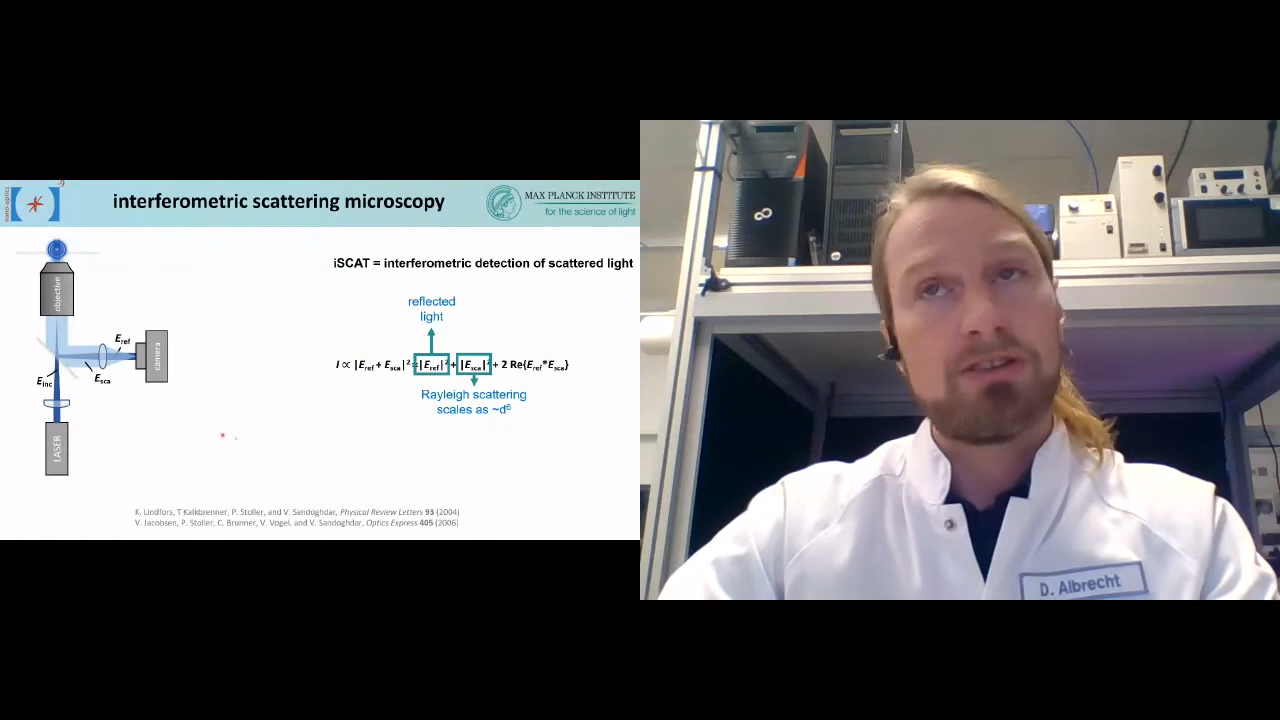 nano-optics
interferometric scattering microscopy
MAX PLANCK INSTITUTE
for the science of light
iSCAT = interferometric detection of scattered light
objective
reflected
light
E_ref
camera
I ∝ |E_ref + E_sca|² = |E_ref|² + |E_sca|² + 2 Re{E_ref*E_sca}
E_inc
E_sca
Rayleigh scattering
scales as ~d⁶
LASER
K. Lindfors, T Kalkbrenner, P. Stoller, and V. Sandoghdar, Physical Review Letters 93 (2004)
V. Jacobsen, P. Stoller, C. Brunner, V. Vogel, and V. Sandoghdar, Optics Express 405 (2006)
D. Albrecht